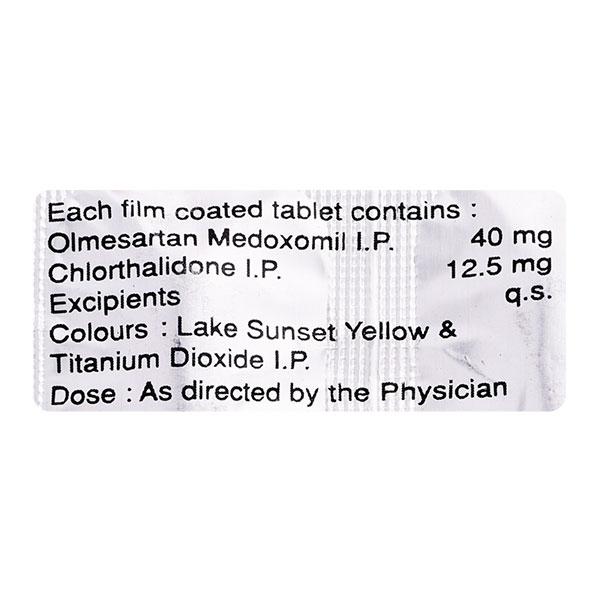 Each film coated tablet contains :
Olmesartan Medoxomil I.P. 40 mg
Chlorthalidone I.P. 12.5 mg
Excipients q.s.
Colours : Lake Sunset Yellow &
Titanium Dioxide I.P.
Dose : As directed by the Physician